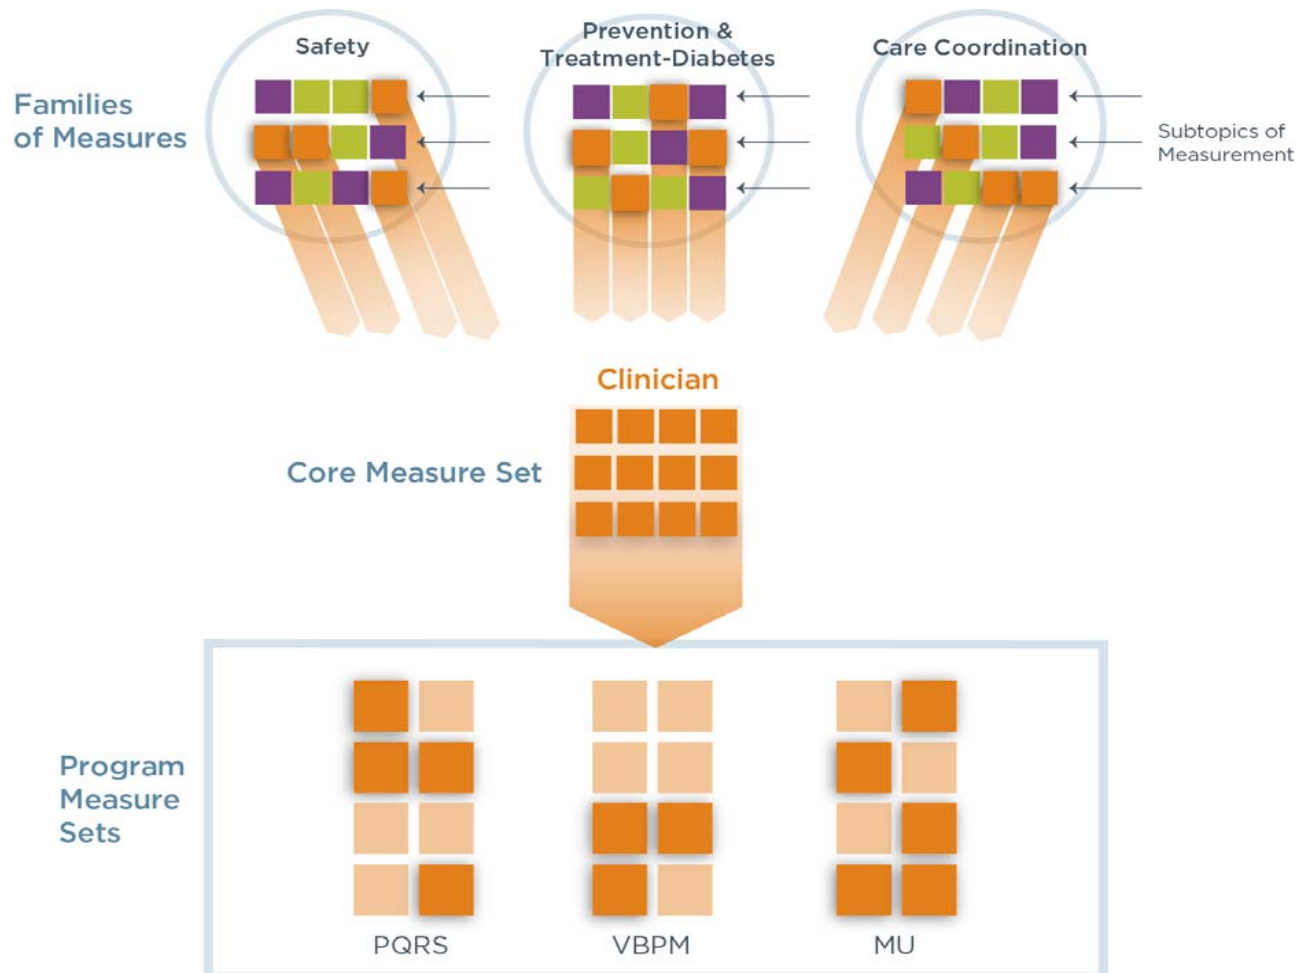 Safety
Prevention &
Treatment-Diabetes
Care Coordination
Families
of Measures
Subtopics of
Measurement
Clinician
Core Measure Set
Program
Measure
Sets
PQRS
VBPM
MU